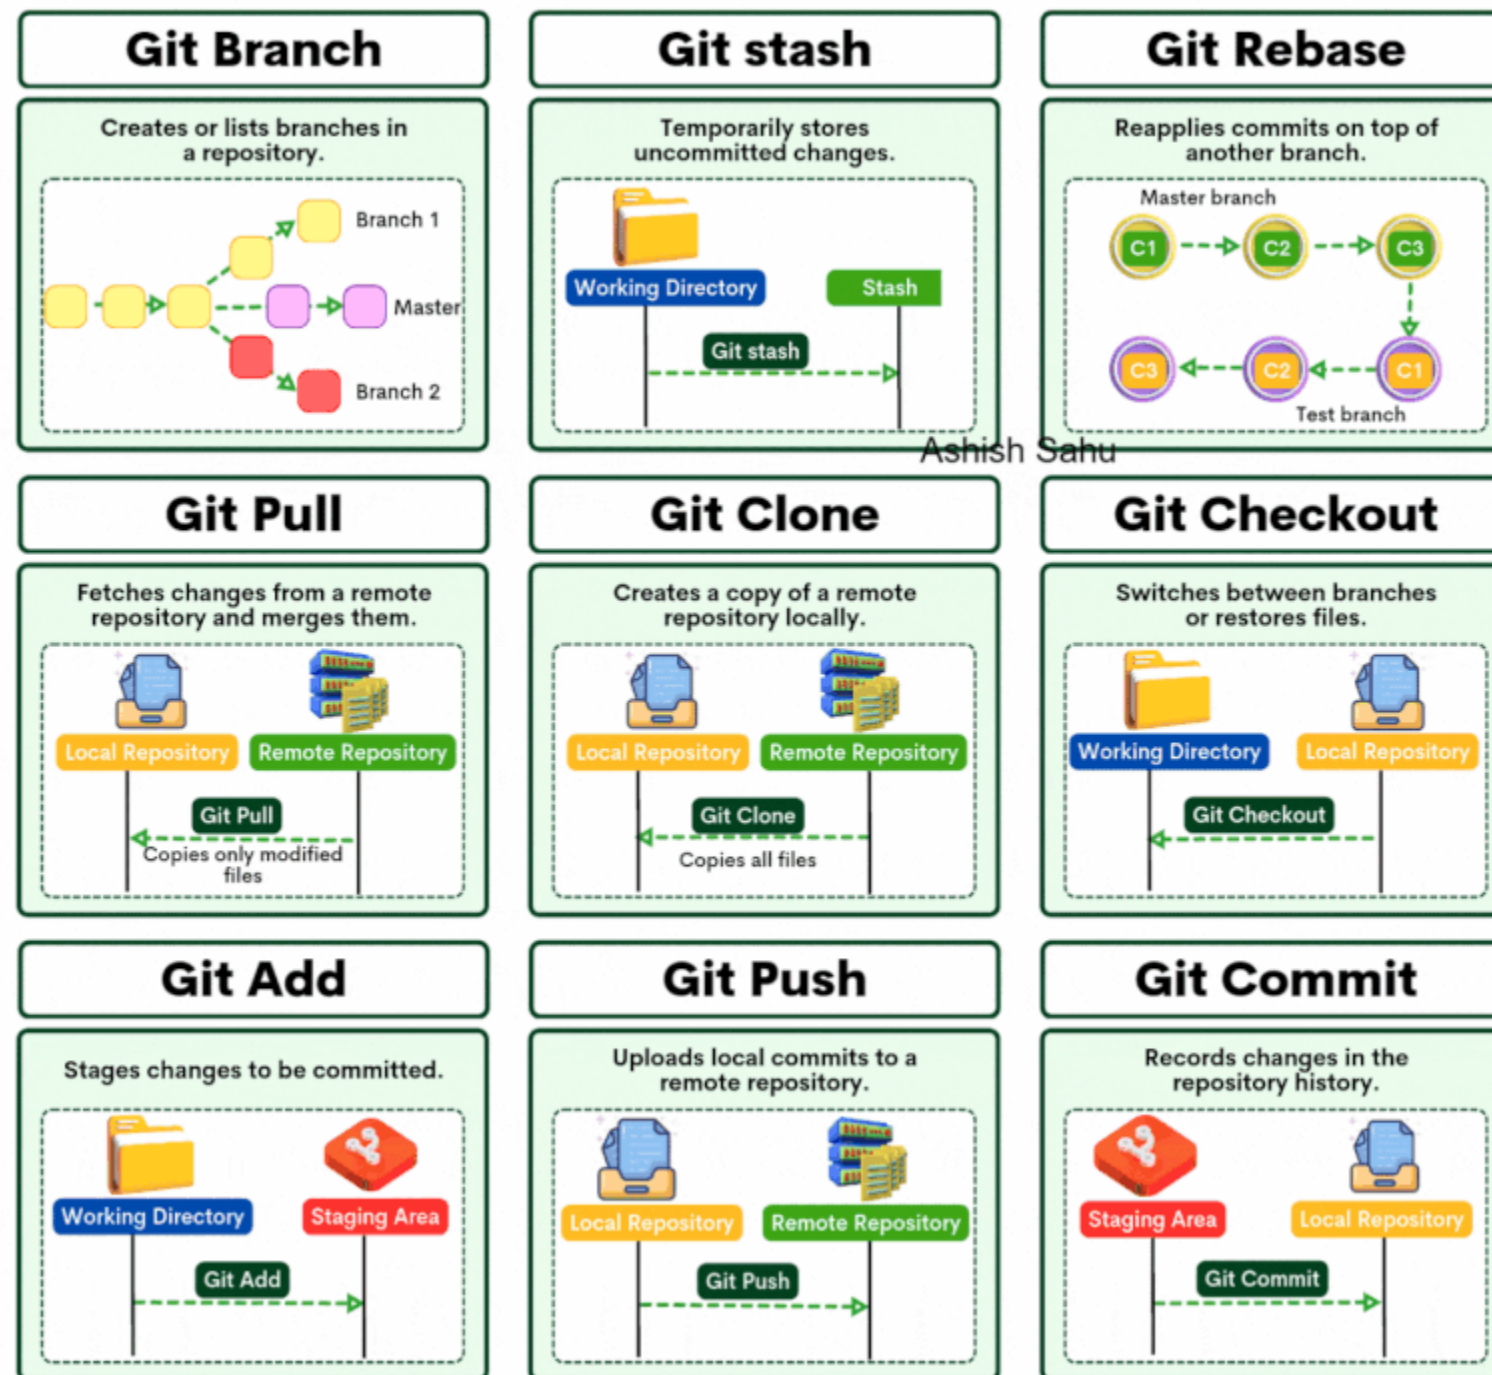 Git Branch
Creates or lists branches in
a repository.
Branch 1
Master
Branch 2
Git stash
Temporarily stores
uncommitted changes.
Working Directory
Stash
Git stash
Git Rebase
Reapplies commits on top of
another branch.
Master branch
C1
C2
C3
C3
C2
C1
Test branch
Ashish Sahu
Git Pull
Fetches changes from a remote
repository and merges them.
Local Repository
Remote Repository
Git Pull
Copies only modified
files
Git Clone
Creates a copy of a remote
repository locally.
Local Repository
Remote Repository
Git Clone
Copies all files
Git Checkout
Switches between branches
or restores files.
Working Directory
Local Repository
Git Checkout
Git Add
Stages changes to be committed.
Working Directory
Staging Area
Git Add
Git Push
Uploads local commits to a
remote repository.
Local Repository
Remote Repository
Git Push
Git Commit
Records changes in the
repository history.
Staging Area
Local Repository
Git Commit